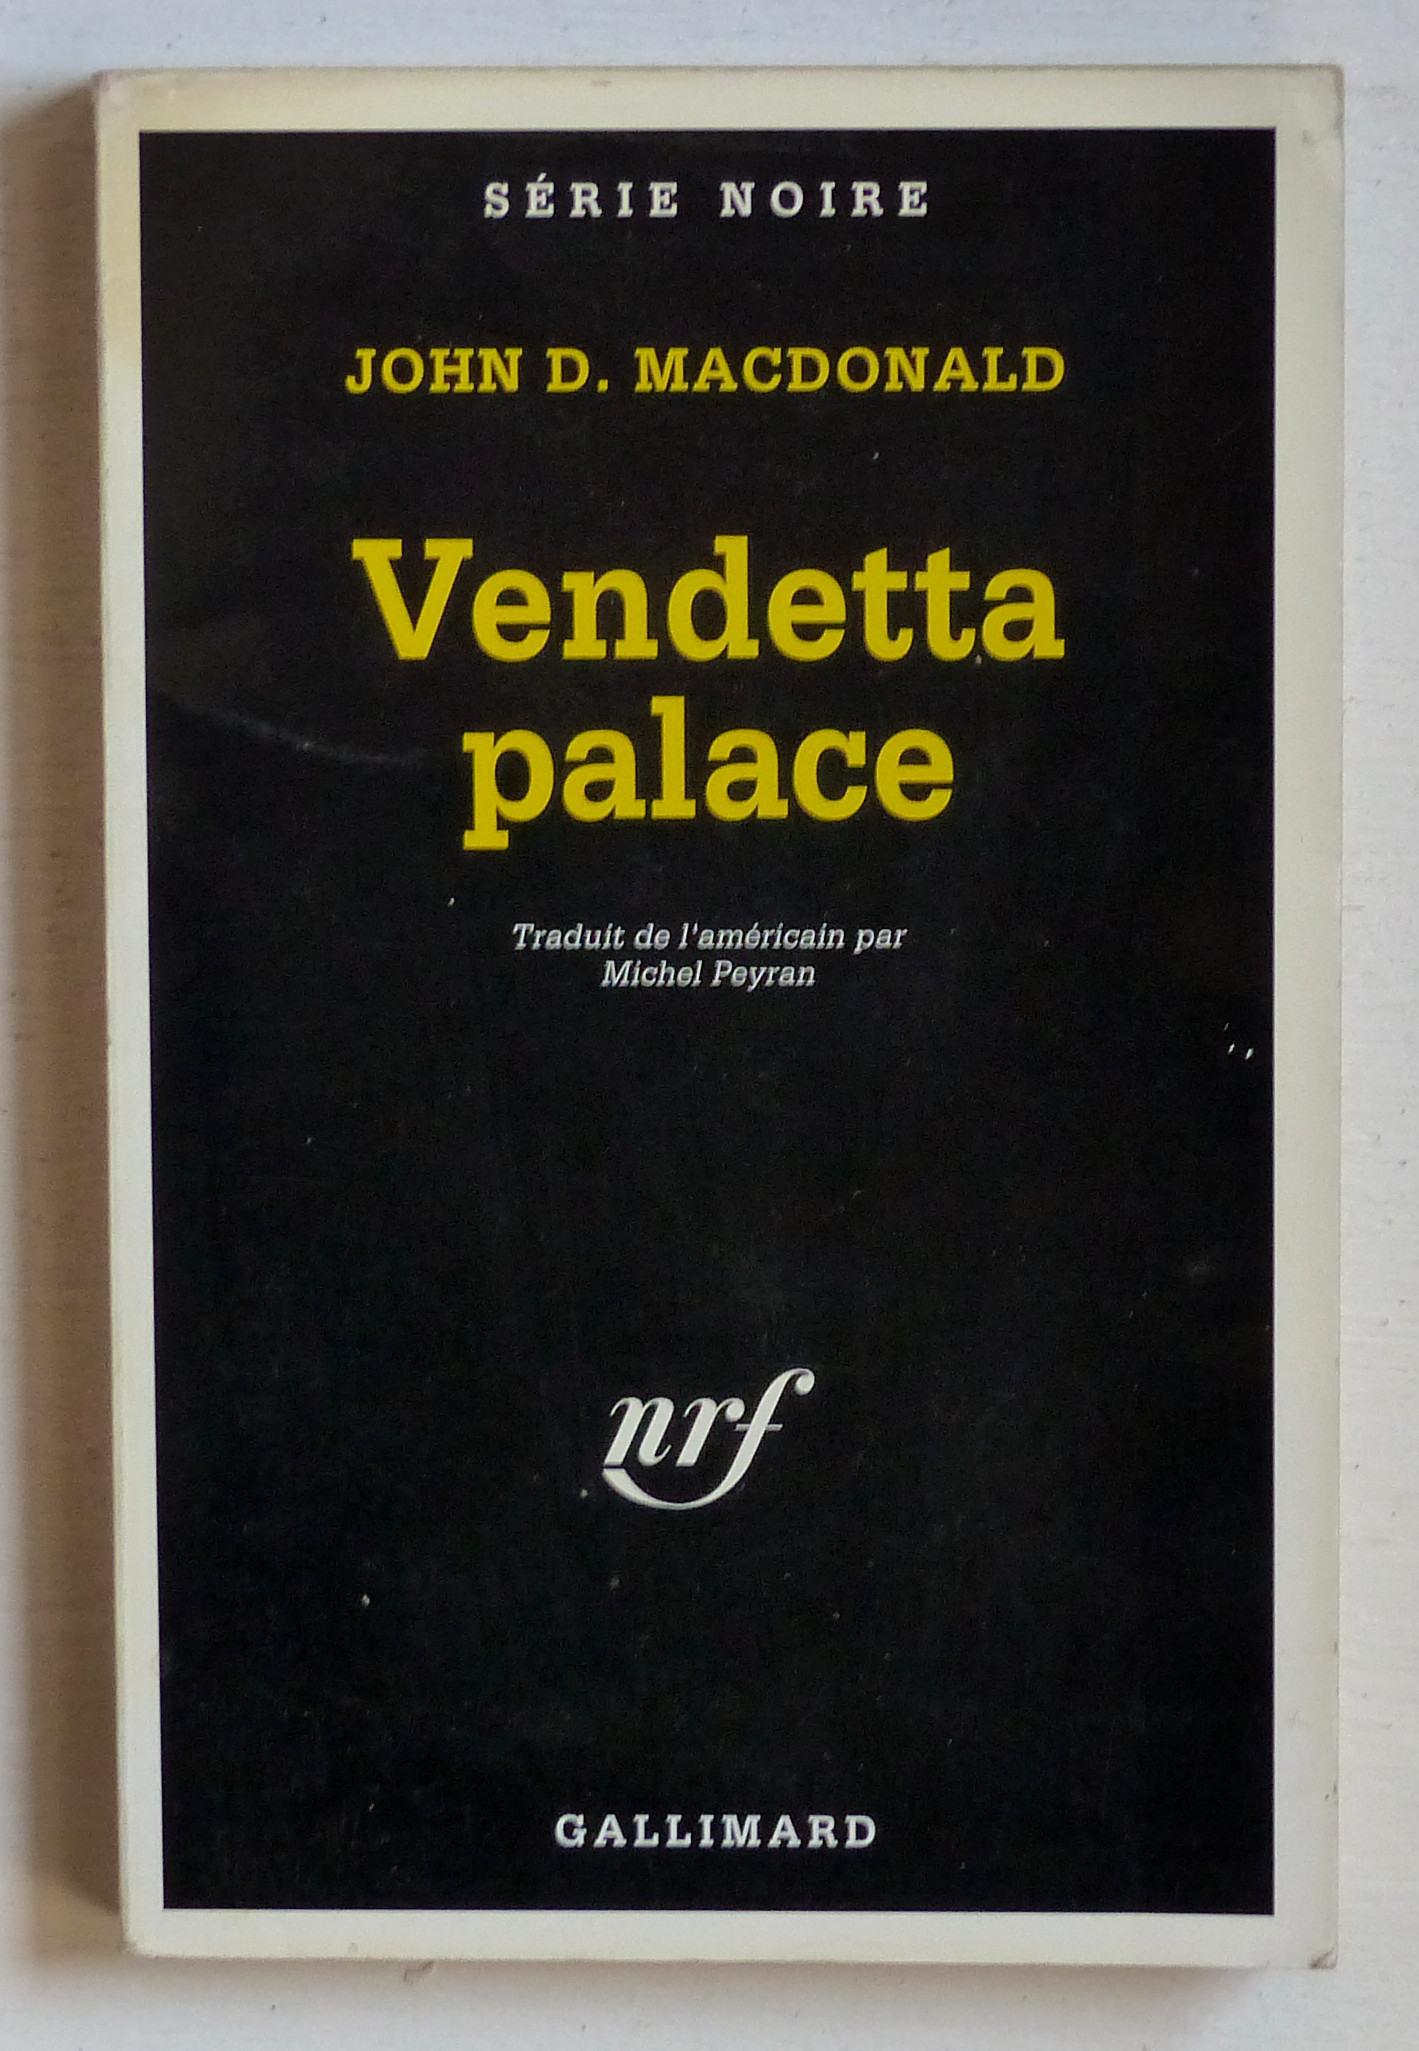 SÉRIE NOIRE
JOHN D. MACDONALD
Vendetta
palace
Traduit de l'américain par
Michel Peyran
nrf
GALLIMARD